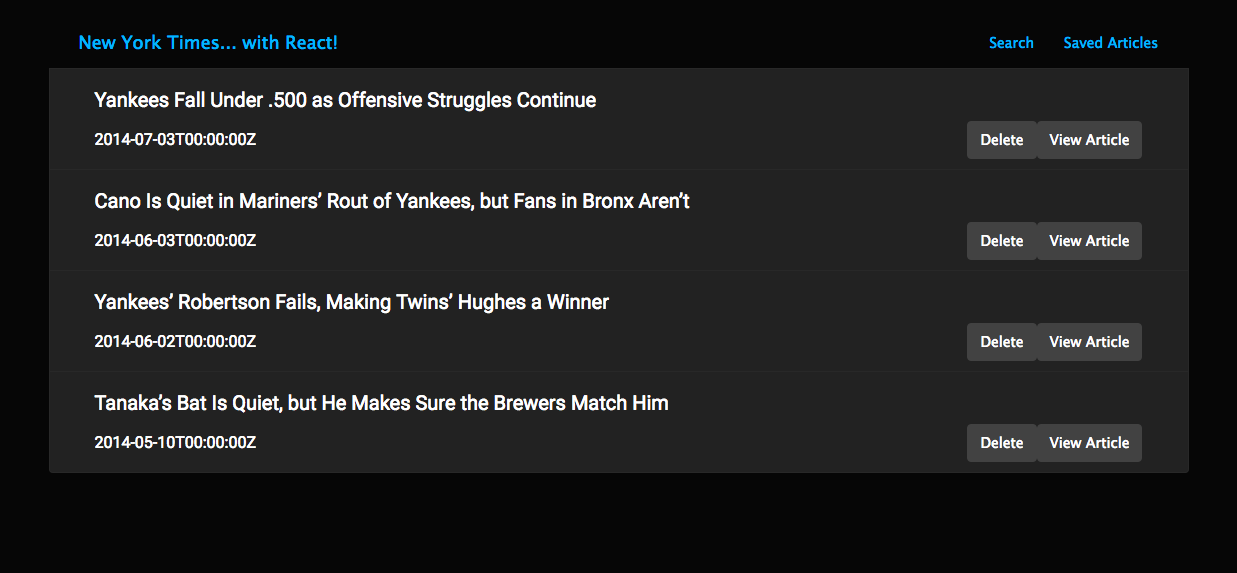 New York Times... with React!
Search Saved Articles
Yankees Fall Under .500 as Offensive Struggles Continue
2014-07-03T00:00:00Z
Delete View Article
Cano Is Quiet in Mariners’ Rout of Yankees, but Fans in Bronx Aren’t
2014-06-03T00:00:00Z
Delete View Article
Yankees’ Robertson Fails, Making Twins’ Hughes a Winner
2014-06-02T00:00:00Z
Delete View Article
Tanaka’s Bat Is Quiet, but He Makes Sure the Brewers Match Him
2014-05-10T00:00:00Z
Delete View Article